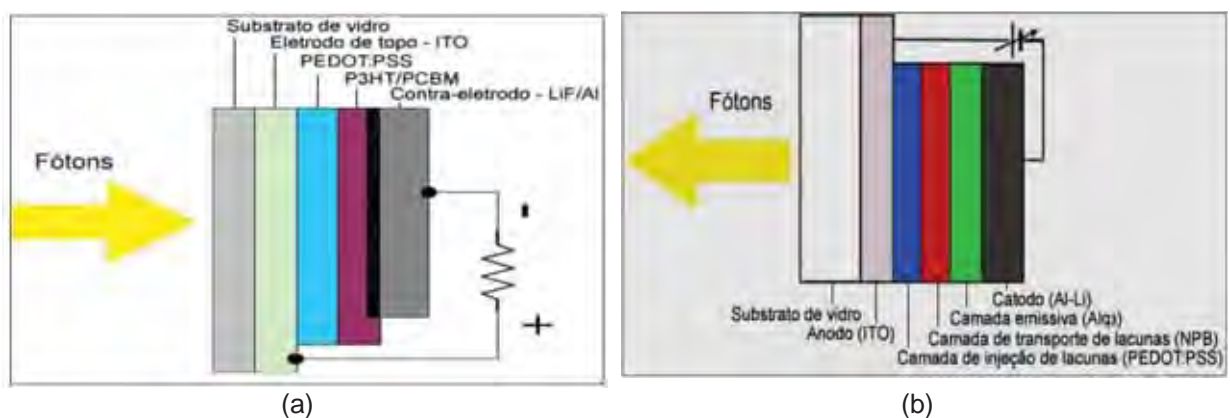 Substrato de vidro
Eletrodo de topo - ITO
PEDOT:PSS
P3HT/PCBM
Contra-eletrodo - LiF/Al
Fótons
-
+
(a)
Fótons
Catodo (Al-Li)
Substrato de vidro
Camada emissiva (Alq3)
Anodo (ITO)
Camada de transporte de lacunas (NPB)
Camada de injeção de lacunas (PEDOT:PSS)
(b)